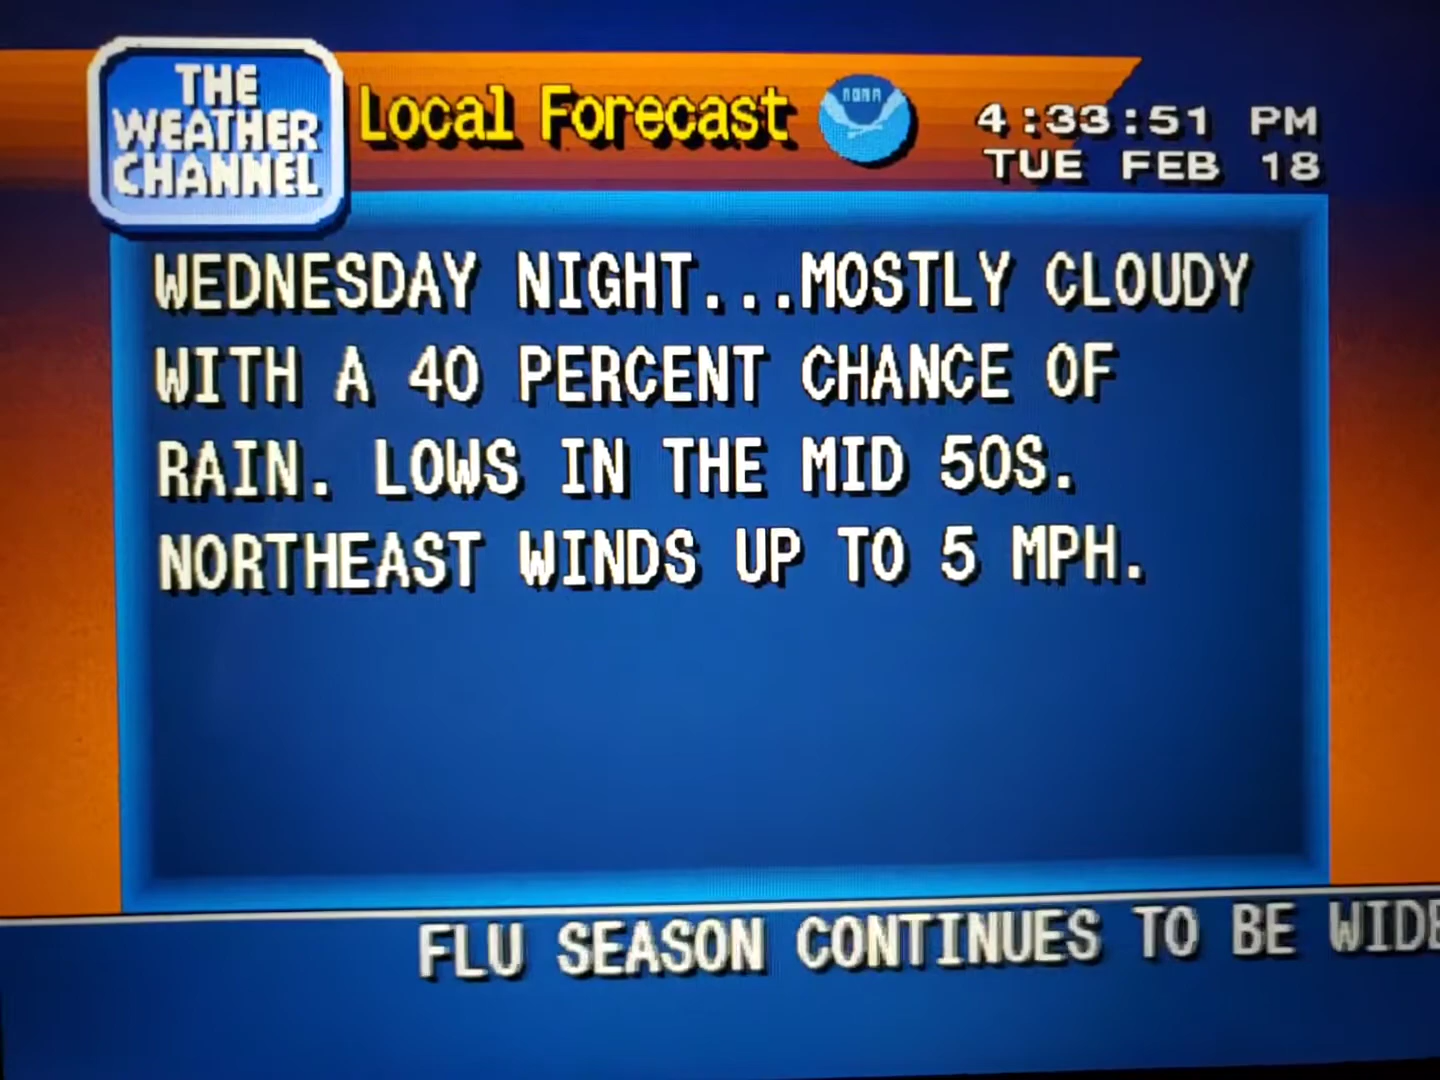 THE
WEATHER
CHANNEL
Local Forecast
NOAA
4:33:51 PM
TUE FEB 18
WEDNESDAY NIGHT...MOSTLY CLOUDY
WITH A 40 PERCENT CHANCE OF
RAIN. LOWS IN THE MID 50S.
NORTHEAST WINDS UP TO 5 MPH.
FLU SEASON CONTINUES TO BE WIDE